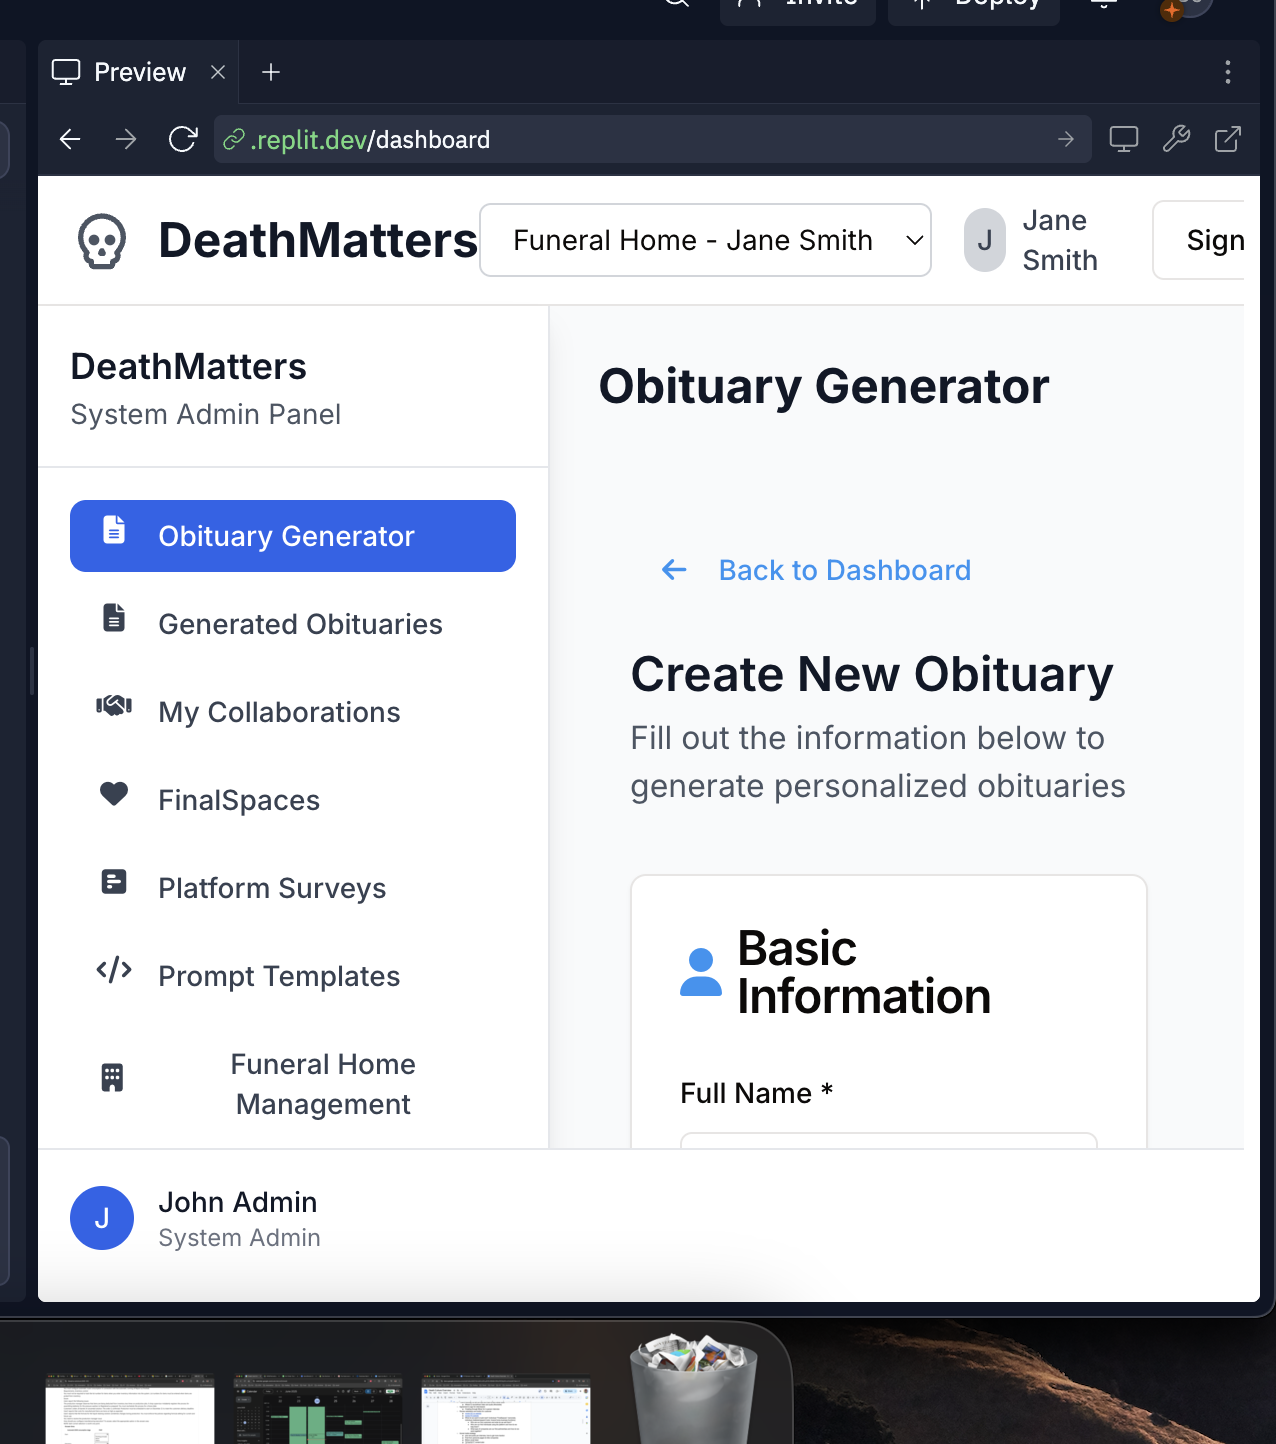 Invite
Deploy
Preview
.replit.dev/dashboard
DeathMatters
Funeral Home - Jane Smith
J
Jane
Smith
Sign
DeathMatters
System Admin Panel
Obituary Generator
Generated Obituaries
My Collaborations
FinalSpaces
Platform Surveys
Prompt Templates
Funeral Home
Management
J
John Admin
System Admin
Obituary Generator
Back to Dashboard
Create New Obituary
Fill out the information below to
generate personalized obituaries
Basic
Information
Full Name *